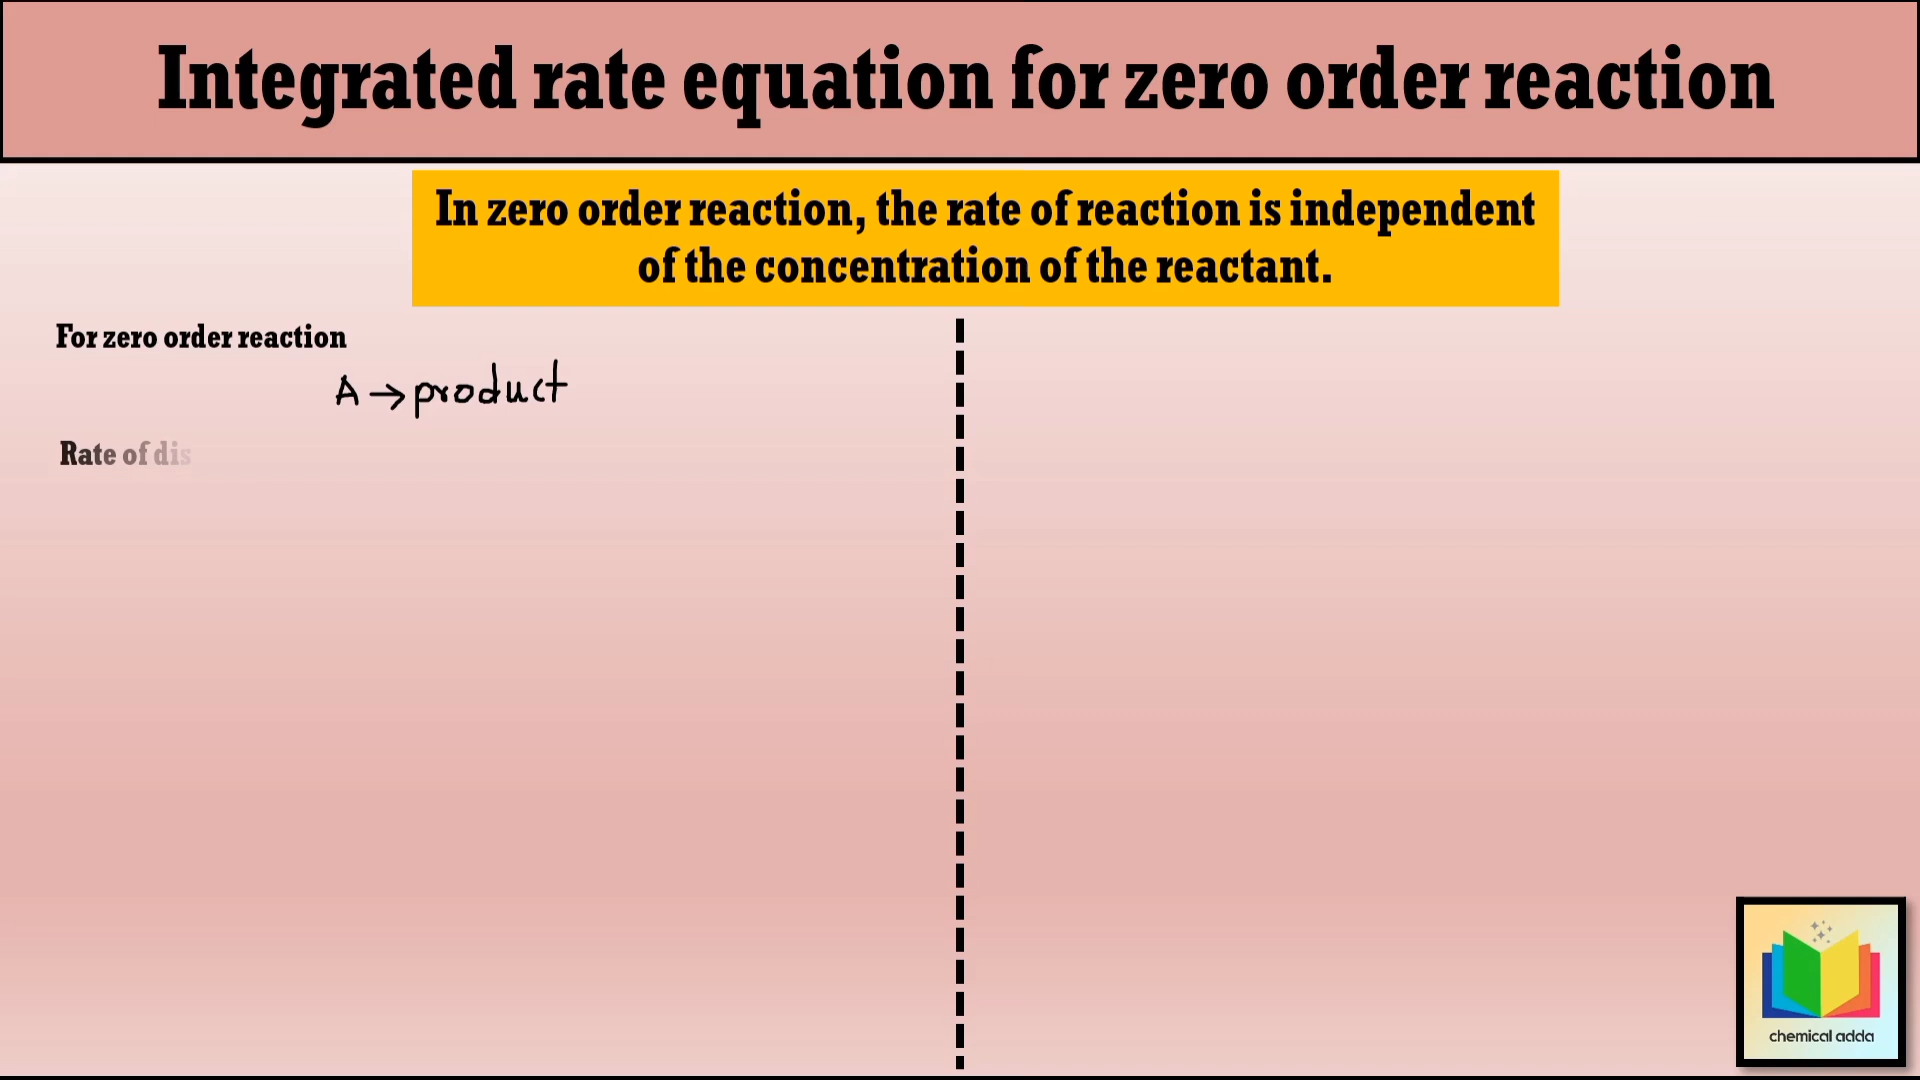 Integrated rate equation for zero order reaction
In zero order reaction, the rate of reaction is independent
of the concentration of the reactant.
For zero order reaction
A → product
Rate of dis
chemical adda